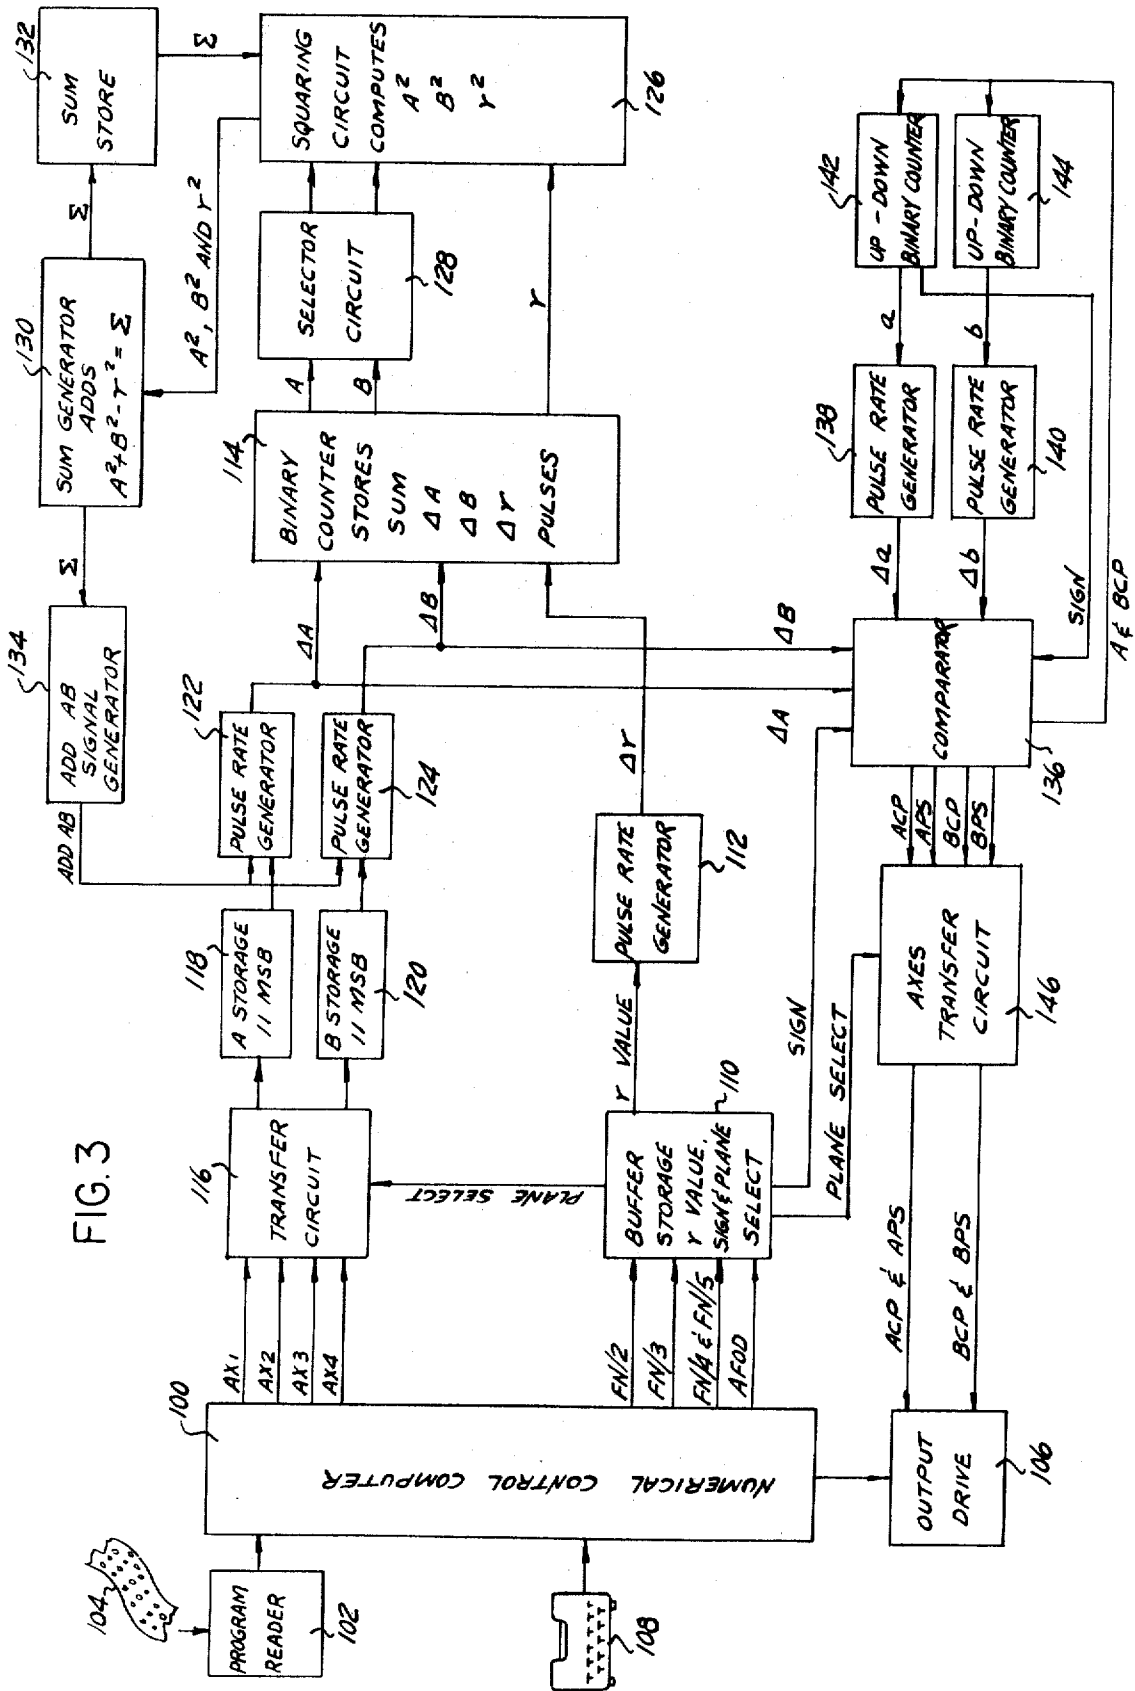 FIG. 3
104
PROGRAM
READER
102
108
100
NUMERICAL CONTROL COMPUTER
AX1
AX2
AX3
AX4
FN/2
FN/3
FN/4 & FN/5
AFOD
116
TRANSFER
CIRCUIT
PLANE SELECT
BUFFER
STORAGE
r VALUE.
SIGN & PLANE
SELECT
110
118
A STORAGE
11 MSB
B STORAGE
11 MSB
120
r VALUE
PULSE RATE
GENERATOR
112
Δr
SIGN
PLANE SELECT
ADD AB
134
ADD AB
SIGNAL
GENERATOR
122
PULSE RATE
GENERATOR
PULSE RATE
GENERATOR
124
ΔA
ΔB
Σ
130
SUM GENERATOR
ADDS
A²+B²-r²=Σ
Σ
132
SUM
STORE
Σ
A², B² AND r²
114
BINARY
COUNTER
STORES
SUM
ΔA
ΔB
Δr
PULSES
A
B
r
SELECTOR
CIRCUIT
128
SQUARING
CIRCUIT
COMPUTES
A²
B²
r²
126
ΔA
ΔB
COMPARATOR
136
Δa
Δb
138
PULSE RATE
GENERATOR
PULSE RATE
GENERATOR
140
a
b
142
UP-DOWN
BINARY COUNTER
UP-DOWN
BINARY COUNTER
144
SIGN
A & BCP
ACP
APS
BCP
BPS
AXES
TRANSFER
CIRCUIT
146
ACP & APS
BCP & BPS
OUTPUT
DRIVE
106